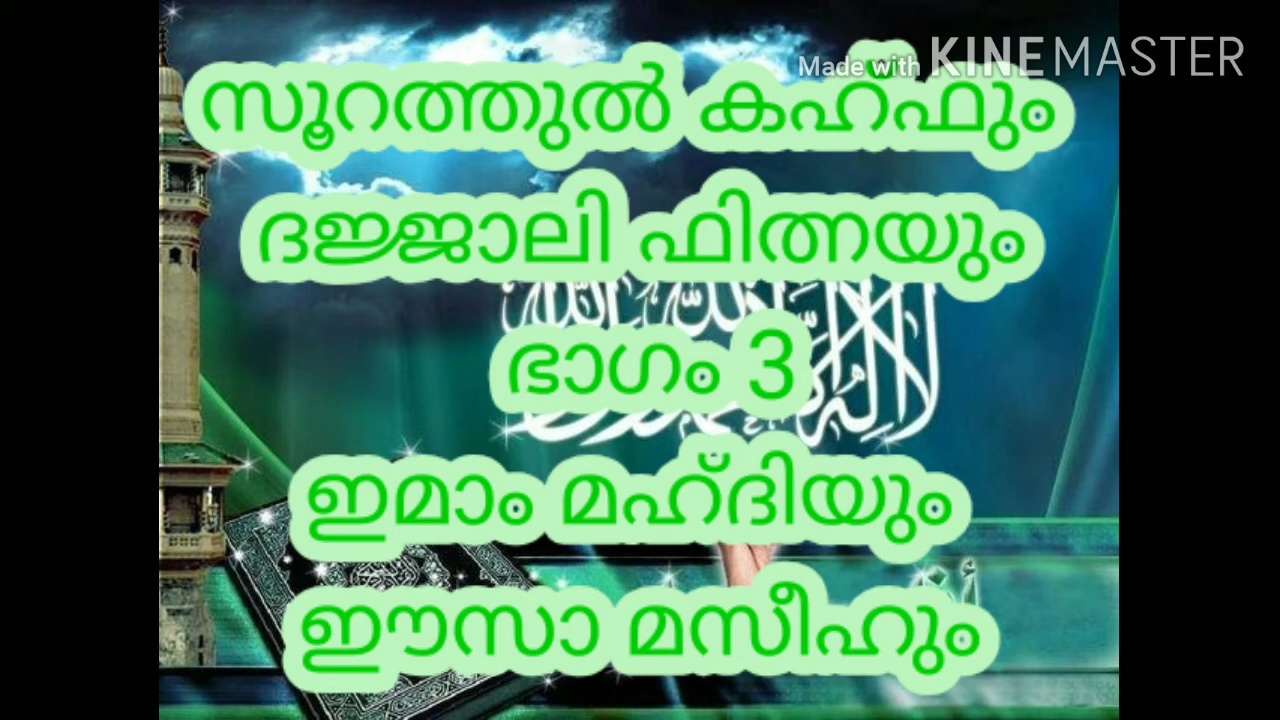 Made with KINEMASTER
സൂറത്തുൽ കഹ്ഫും
ദജ്ജാലി ഫിത്നയും
ഭാഗം 3
ഇമാം മഹ്ദിയും
ഈസാ മസീഹും